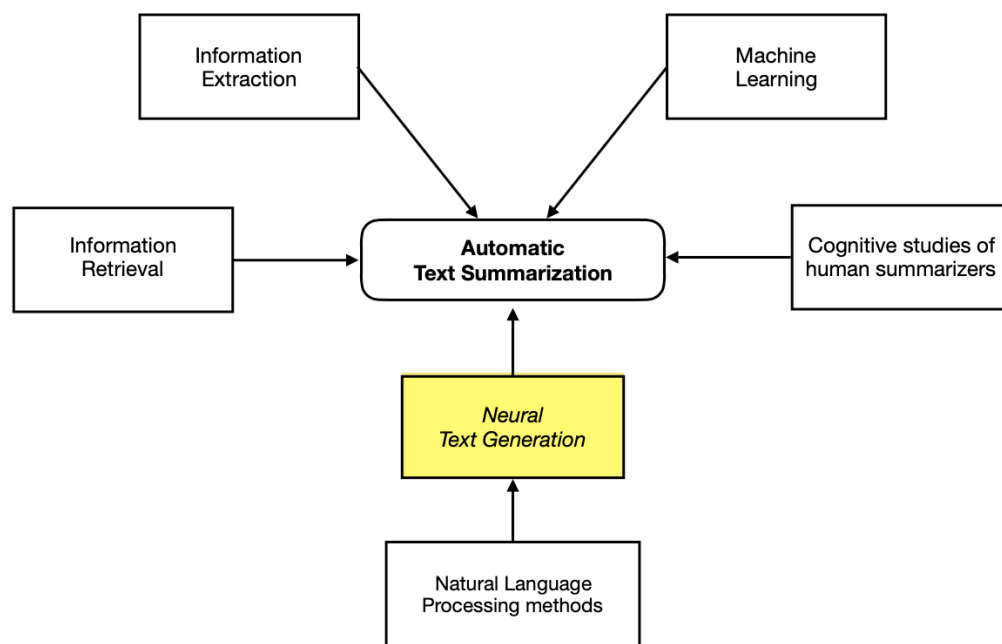 Information
Extraction
Machine
Learning
Information
Retrieval
Automatic
Text Summarization
Cognitive studies of
human summarizers
Neural
Text Generation
Natural Language
Processing methods